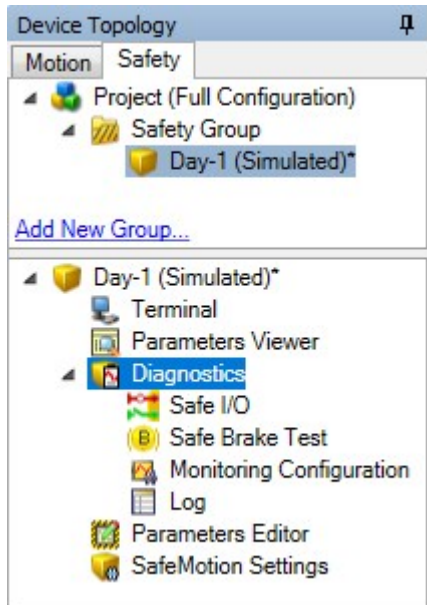 Device Topology
Motion Safety
Project (Full Configuration)
Safety Group
Day-1 (Simulated)*
Add New Group...
Day-1 (Simulated)*
Terminal
Parameters Viewer
Diagnostics
Safe I/O
Safe Brake Test
Monitoring Configuration
Log
Parameters Editor
SafeMotion Settings